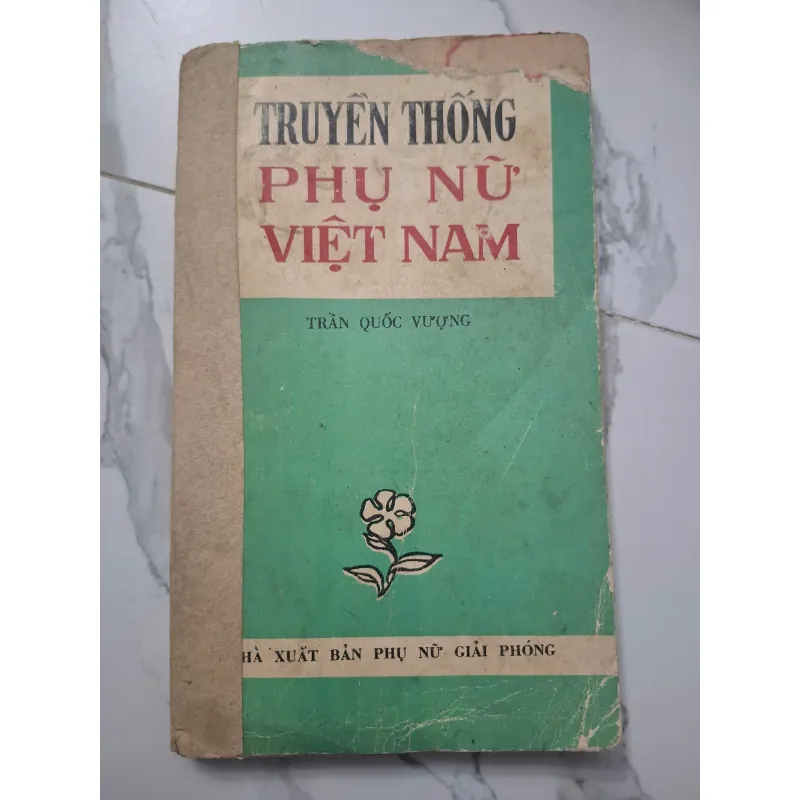 TRUYỀN THỐNG
PHỤ NỮ
VIỆT NAM
TRẦN QUỐC VƯỢNG
HÀ XUẤT BẢN PHỤ NỮ GIẢI PHÓNG